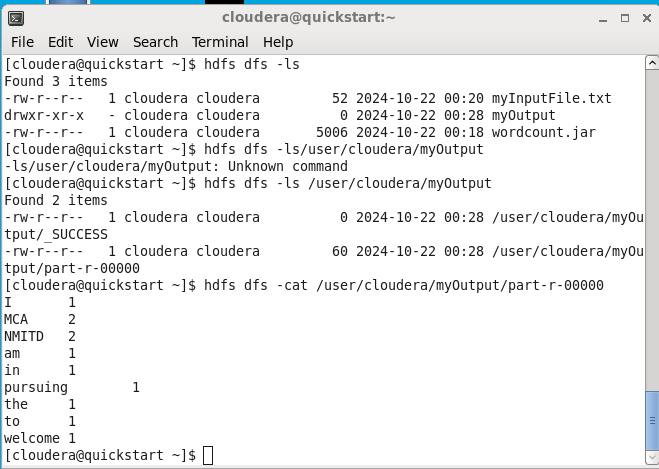 cloudera@quickstart:~
File Edit View Search Terminal Help
[cloudera@quickstart ~]$ hdfs dfs -ls
Found 3 items
-rw-r--r--   1 cloudera cloudera         52 2024-10-22 00:20 myInputFile.txt
drwxr-xr-x   - cloudera cloudera          0 2024-10-22 00:28 myOutput
-rw-r--r--   1 cloudera cloudera       5006 2024-10-22 00:18 wordcount.jar
[cloudera@quickstart ~]$ hdfs dfs -ls/user/cloudera/myOutput
-ls/user/cloudera/myOutput: Unknown command
[cloudera@quickstart ~]$ hdfs dfs -ls /user/cloudera/myOutput
Found 2 items
-rw-r--r--   1 cloudera cloudera          0 2024-10-22 00:28 /user/cloudera/myOu
tput/_SUCCESS
-rw-r--r--   1 cloudera cloudera         60 2024-10-22 00:28 /user/cloudera/myOu
tput/part-r-00000
[cloudera@quickstart ~]$ hdfs dfs -cat /user/cloudera/myOutput/part-r-00000
I       1
MCA     2
NMITD   2
am      1
in      1
pursuing        1
the     1
to      1
welcome 1
[cloudera@quickstart ~]$